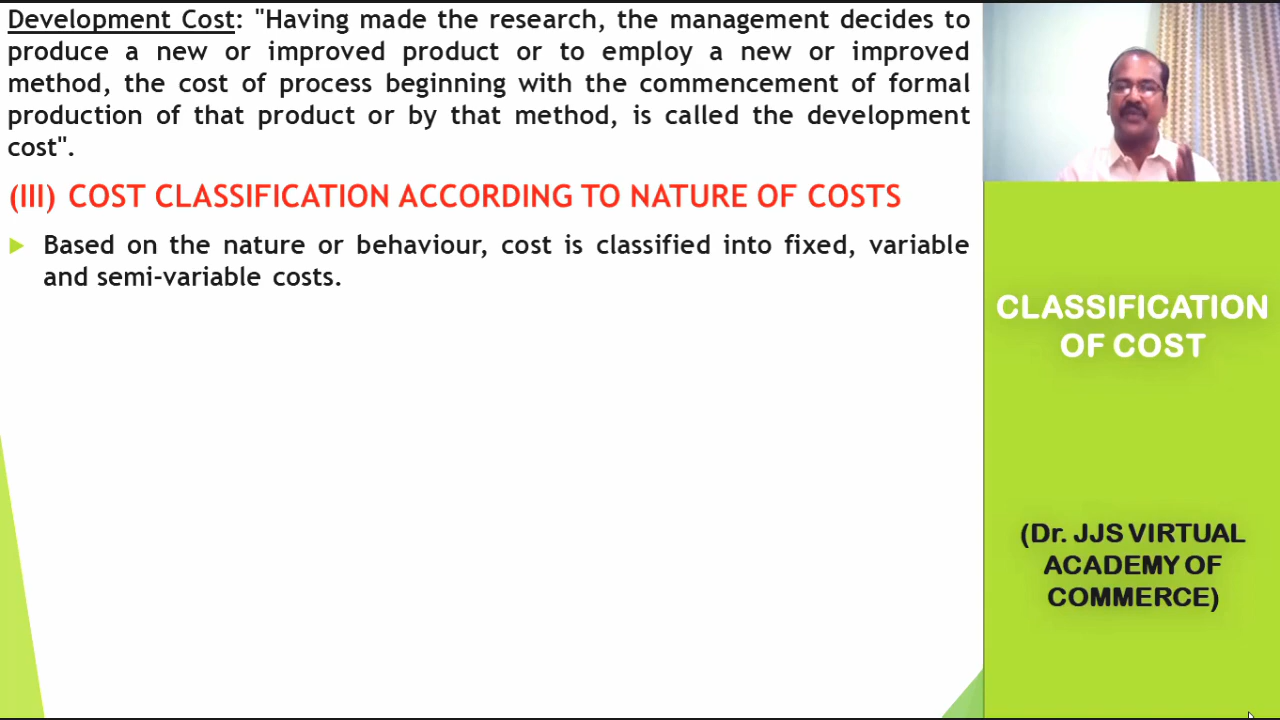 Development Cost: "Having made the research, the management decides to
produce a new or improved product or to employ a new or improved
method, the cost of process beginning with the commencement of formal
production of that product or by that method, is called the development
cost".
(III) COST CLASSIFICATION ACCORDING TO NATURE OF COSTS
Based on the nature or behaviour, cost is classified into fixed, variable
and semi-variable costs.
CLASSIFICATION
OF COST
(Dr. JJS VIRTUAL
ACADEMY OF
COMMERCE)